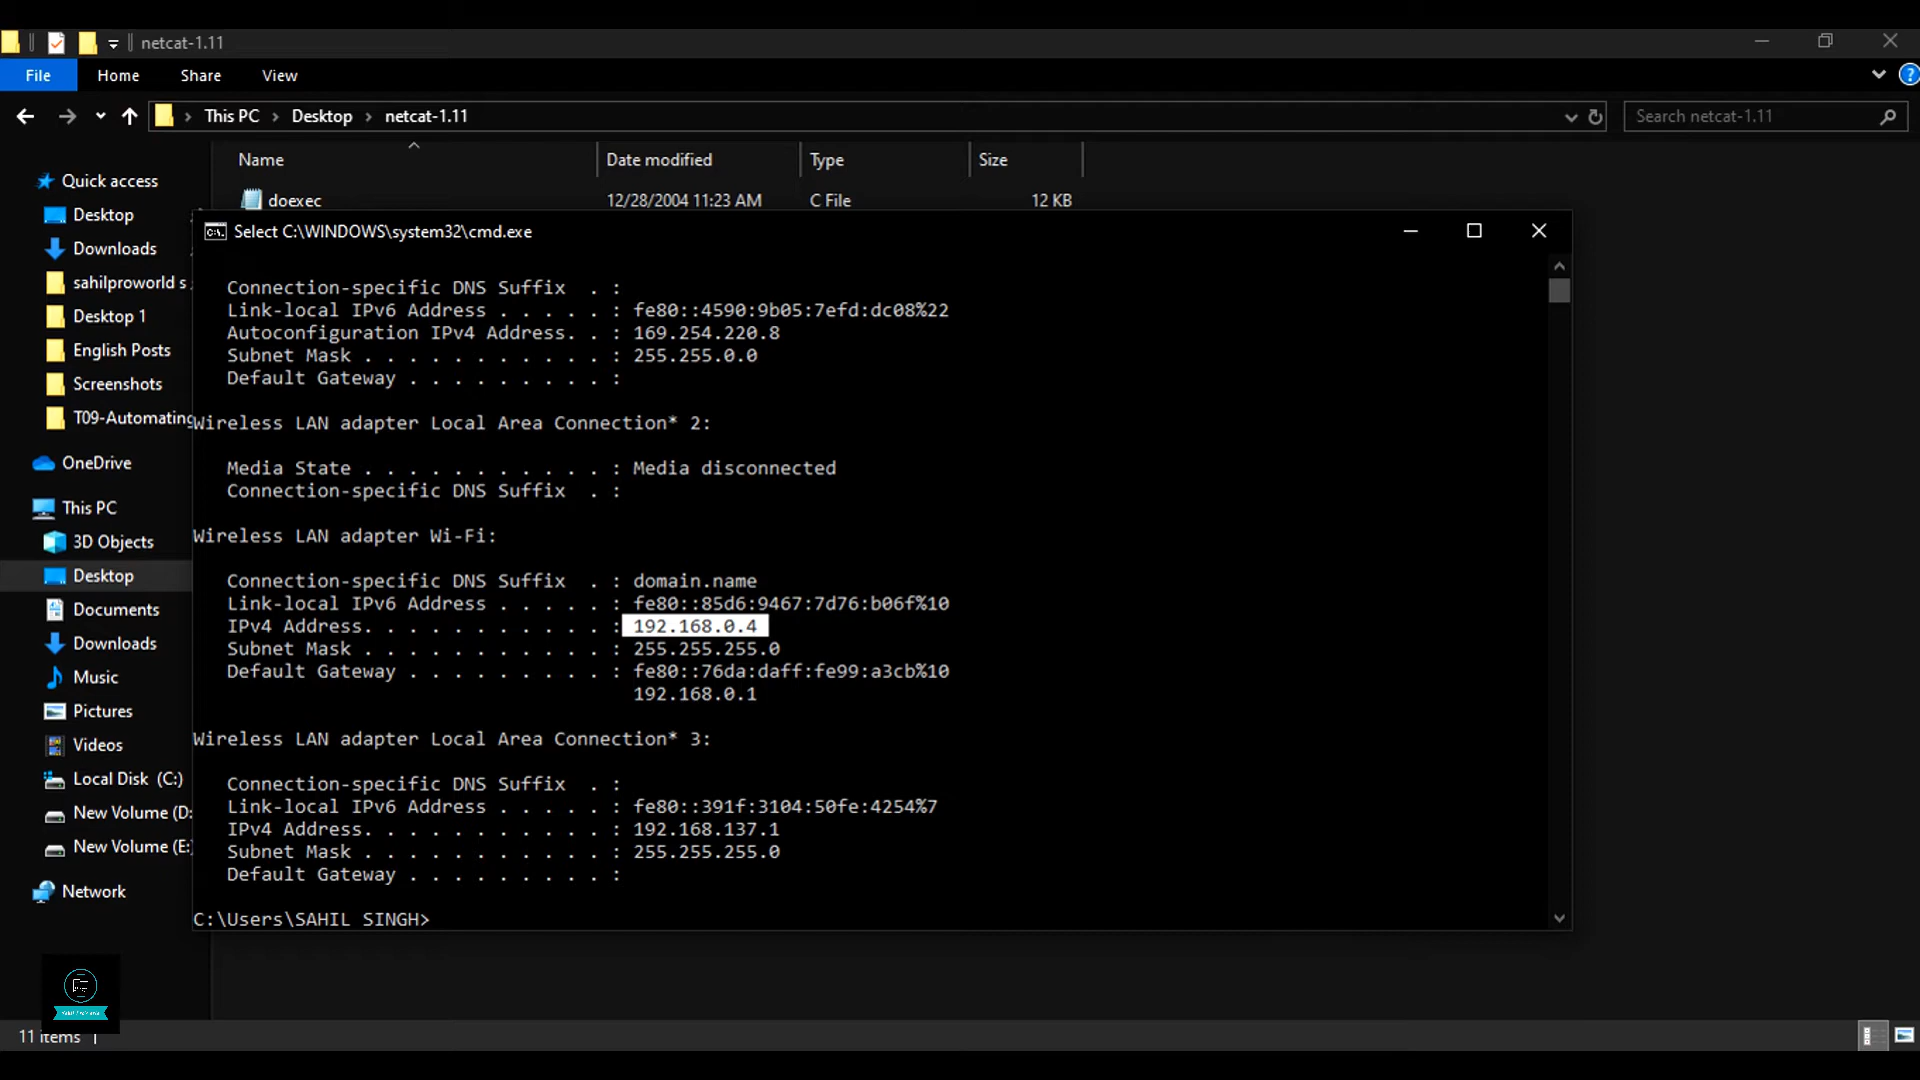 netcat-1.11
File Home Share View
This PC Desktop netcat-1.11
Search netcat-1.11
Name Date modified Type Size
doexec 12/28/2004 11:23 AM C File 12 KB
Quick access
Desktop
Downloads
sahilproworld s
Desktop 1
English Posts
Screenshots
T09-Automating
OneDrive
This PC
3D Objects
Desktop
Documents
Downloads
Music
Pictures
Videos
Local Disk (C:)
New Volume (D:
New Volume (E:
Network
11 items
Select C:\WINDOWS\system32\cmd.exe
Connection-specific DNS Suffix . :
Link-local IPv6 Address . . . . . : fe80::4590:9b05:7efd:dc08%22
Autoconfiguration IPv4 Address. . : 169.254.220.8
Subnet Mask . . . . . . . . . . . : 255.255.0.0
Default Gateway . . . . . . . . . :
Wireless LAN adapter Local Area Connection* 2:
Media State . . . . . . . . . . . : Media disconnected
Connection-specific DNS Suffix . :
Wireless LAN adapter Wi-Fi:
Connection-specific DNS Suffix . : domain.name
Link-local IPv6 Address . . . . . : fe80::85d6:9467:7d76:b06f%10
IPv4 Address. . . . . . . . . . . : 192.168.0.4
Subnet Mask . . . . . . . . . . . : 255.255.255.0
Default Gateway . . . . . . . . . : fe80::76da:daff:fe99:a3cb%10
192.168.0.1
Wireless LAN adapter Local Area Connection* 3:
Connection-specific DNS Suffix . :
Link-local IPv6 Address . . . . . : fe80::391f:3104:50fe:4254%7
IPv4 Address. . . . . . . . . . . : 192.168.137.1
Subnet Mask . . . . . . . . . . . : 255.255.255.0
Default Gateway . . . . . . . . . :
C:\Users\SAHIL SINGH>